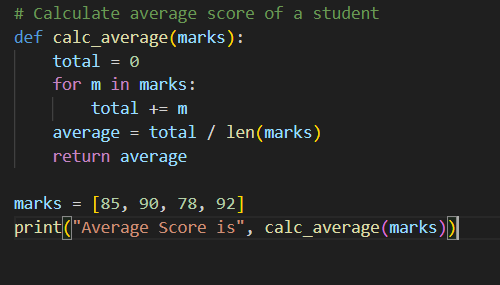 # Calculate average score of a student
def calc_average(marks):
    total = 0
    for m in marks:
        total += m
    average = total / len(marks)
    return average

marks = [85, 90, 78, 92]
print("Average Score is", calc_average(marks))